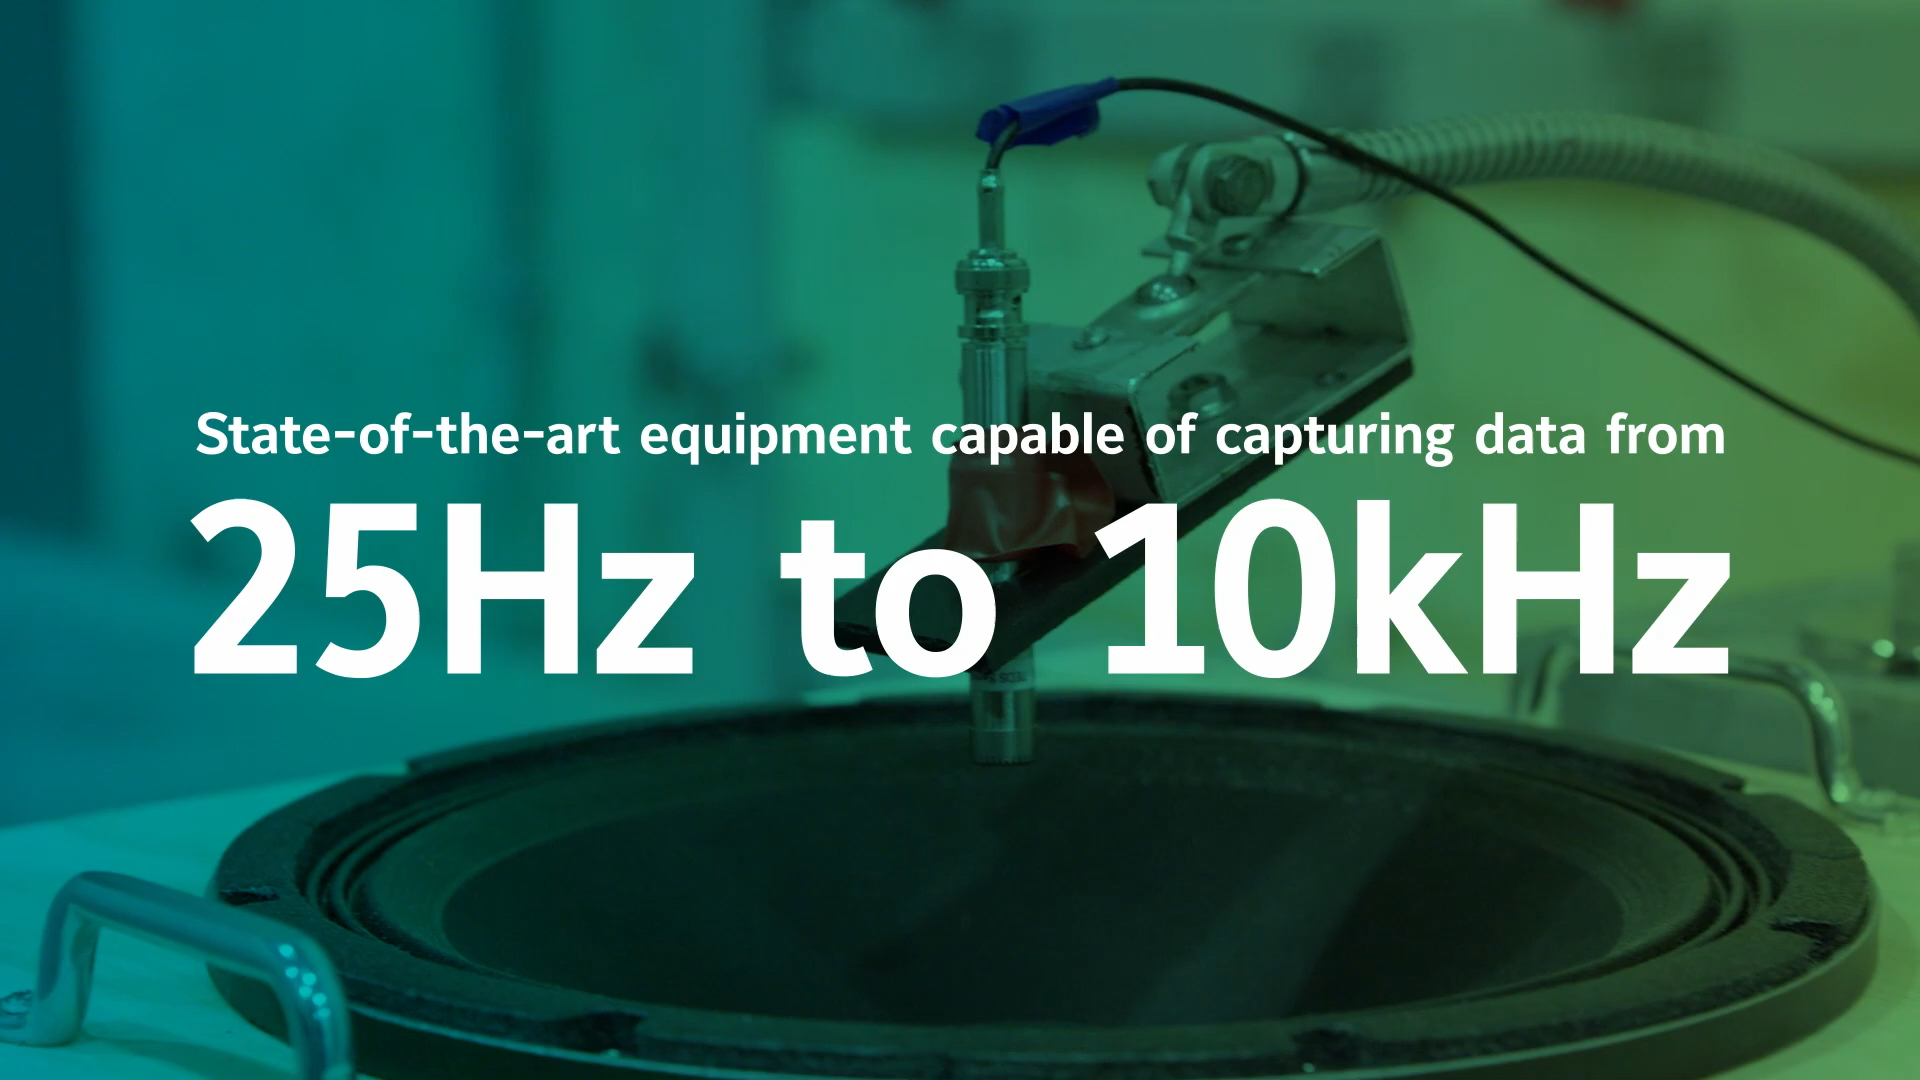 State-of-the-art equipment capable of capturing data from
25Hz to 10kHz